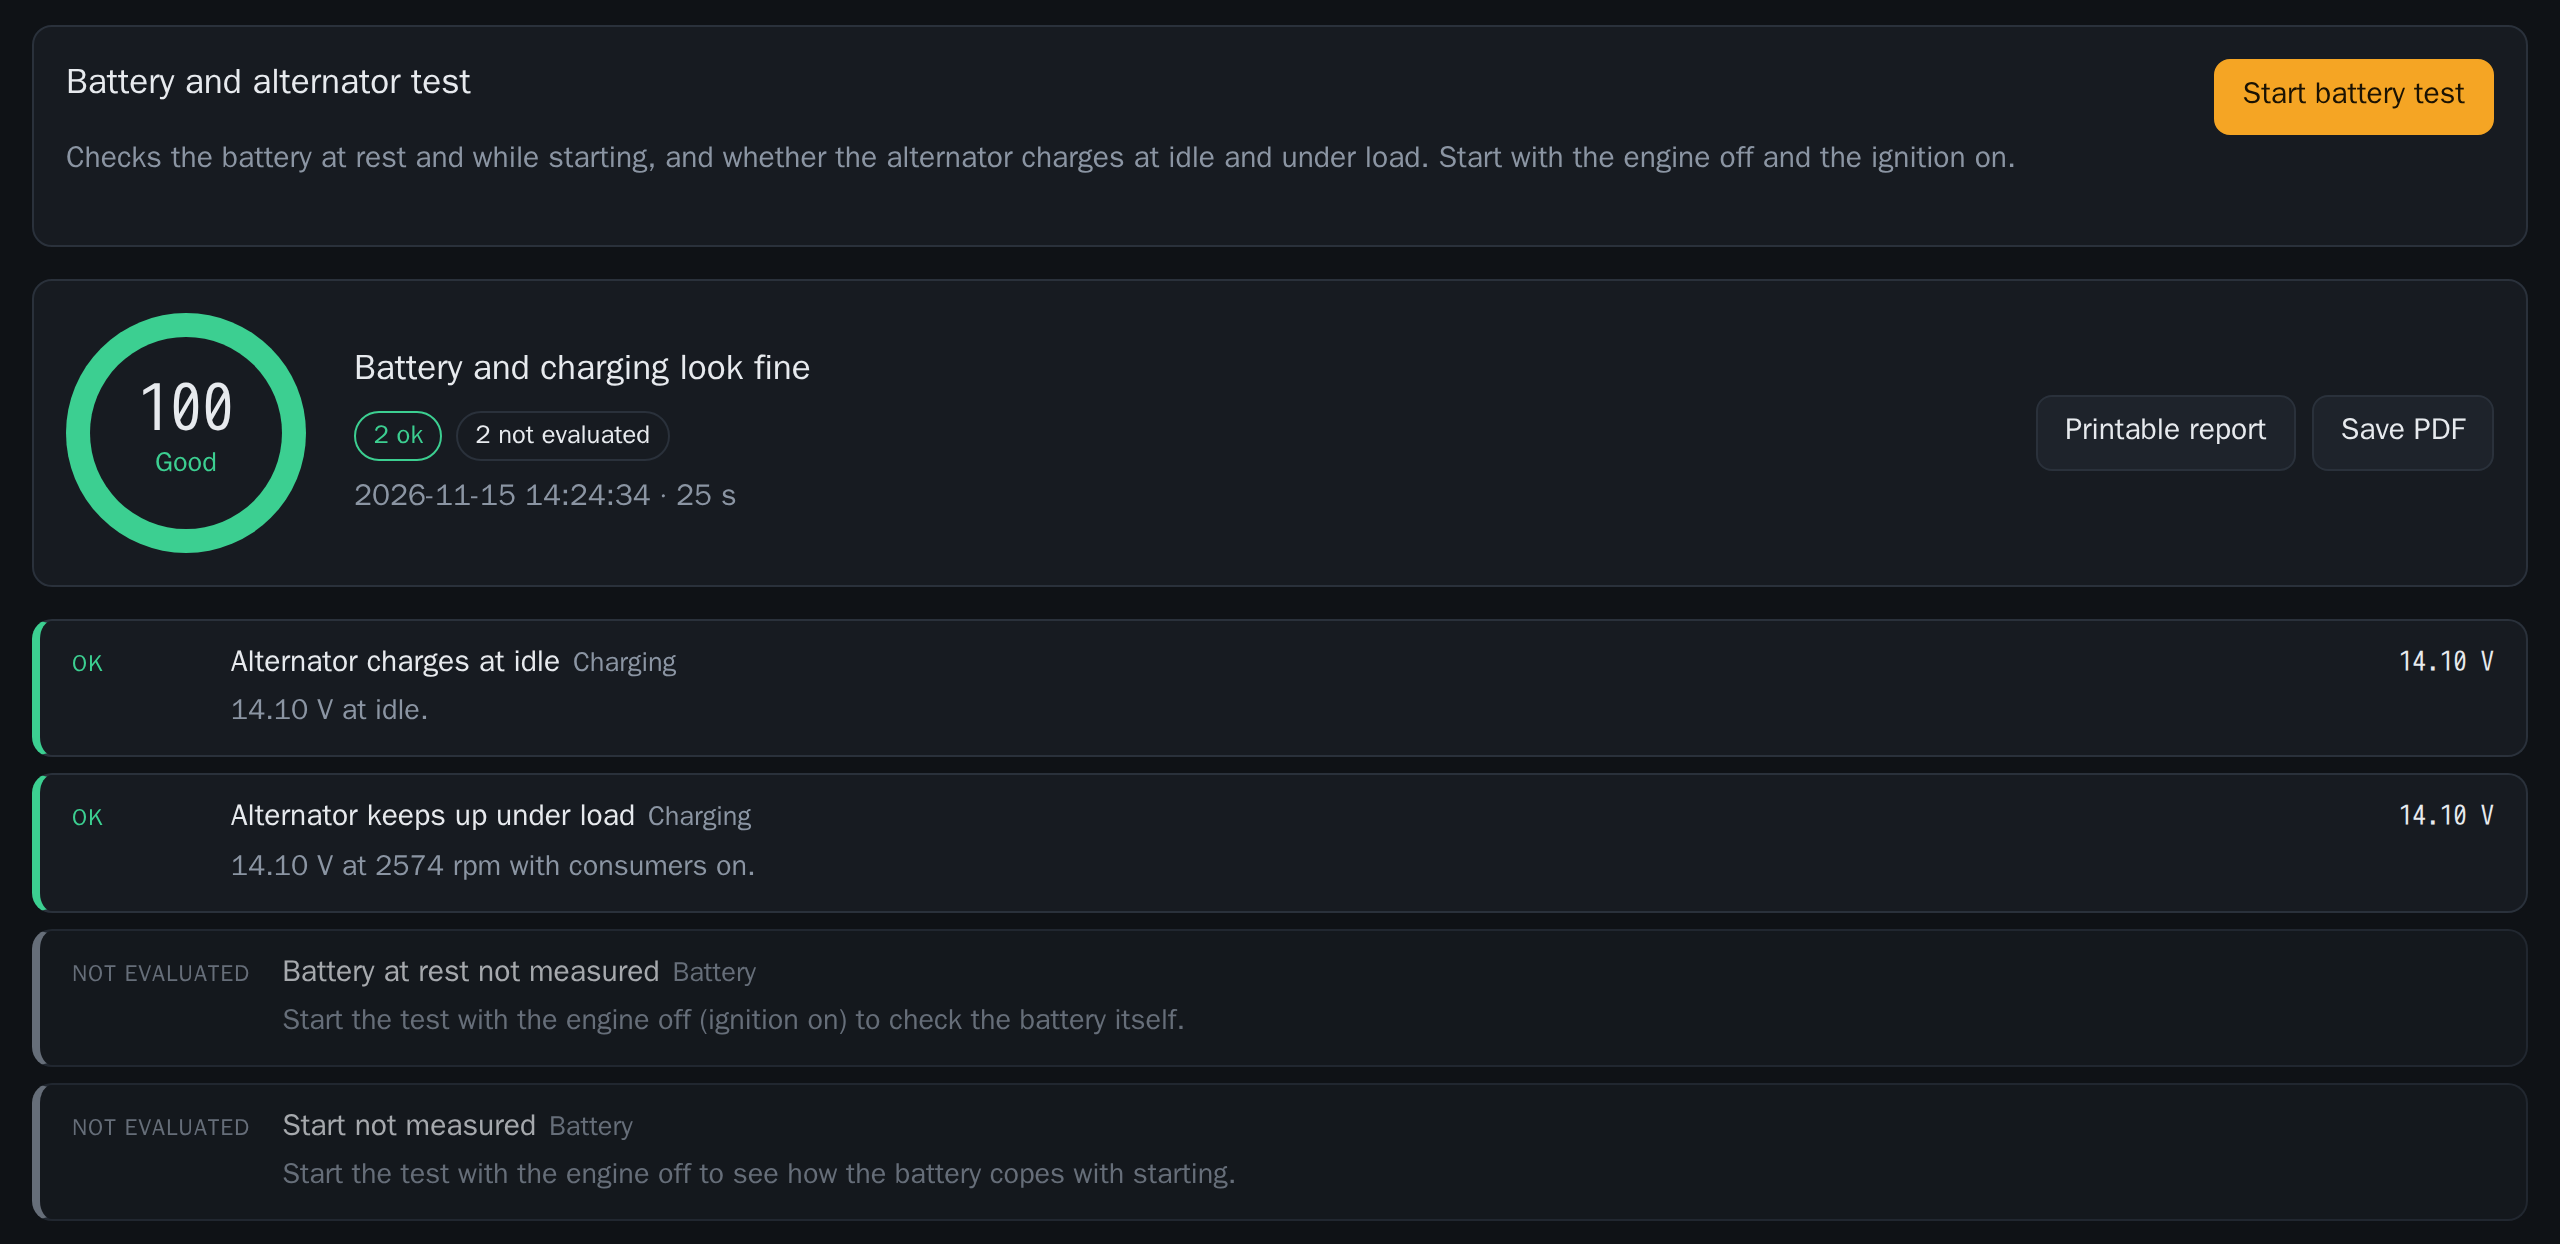 Battery and alternator test
Start battery test
Checks the battery at rest and while starting, and whether the alternator charges at idle and under load. Start with the engine off and the ignition on.
100
Good
Battery and charging look fine
2 ok 2 not evaluated
2026-11-15 14:24:34 · 25 s
Printable report Save PDF
OK Alternator charges at idle Charging 14.10 V
14.10 V at idle.
OK Alternator keeps up under load Charging 14.10 V
14.10 V at 2574 rpm with consumers on.
NOT EVALUATED Battery at rest not measured Battery
Start the test with the engine off (ignition on) to check the battery itself.
NOT EVALUATED Start not measured Battery
Start the test with the engine off to see how the battery copes with starting.